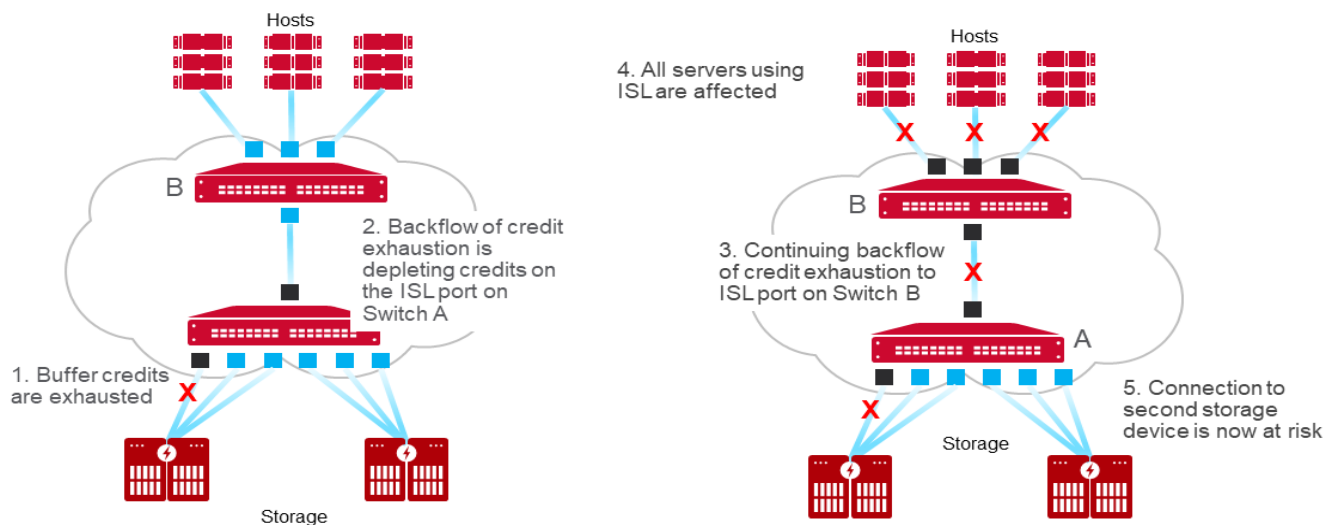 Hosts
B
2. Backflow of credit
exhaustion is
depleting credits on
the ISL port on
Switch A
1. Buffer credits
are exhausted
X
Storage
Hosts
4. All servers using
ISL are affected
X X X
B
3. Continuing backflow
of credit exhaustion to
ISL port on Switch B
X
A
X
5. Connection to
second storage
device is now at risk
Storage